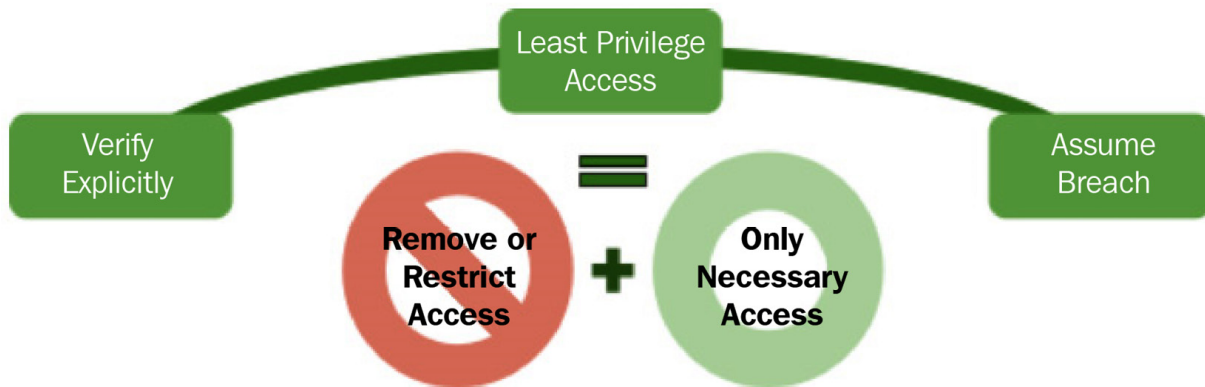 Least Privilege
Access
Verify
Explicitly
Assume
Breach
Remove or
Restrict
Access
Only
Necessary
Access